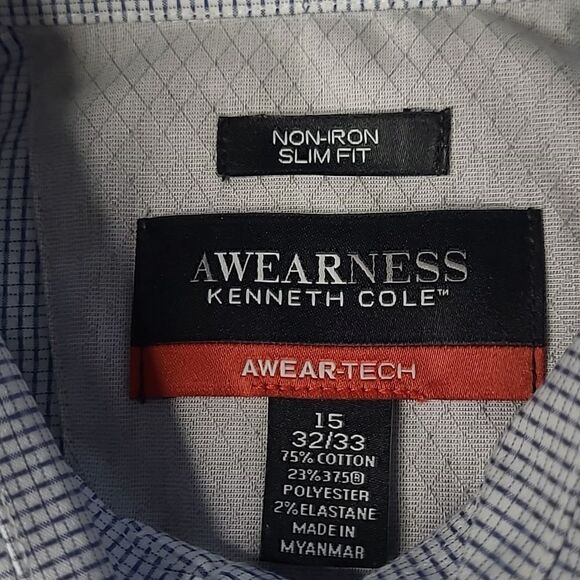 NON-IRON
SLIM FIT
AWEARNESS
KENNETH COLE™
AWEAR-TECH
15
32/33
75% COTTON
23%37.5®
POLYESTER
2%ELASTANE
MADE IN
MYANMAR